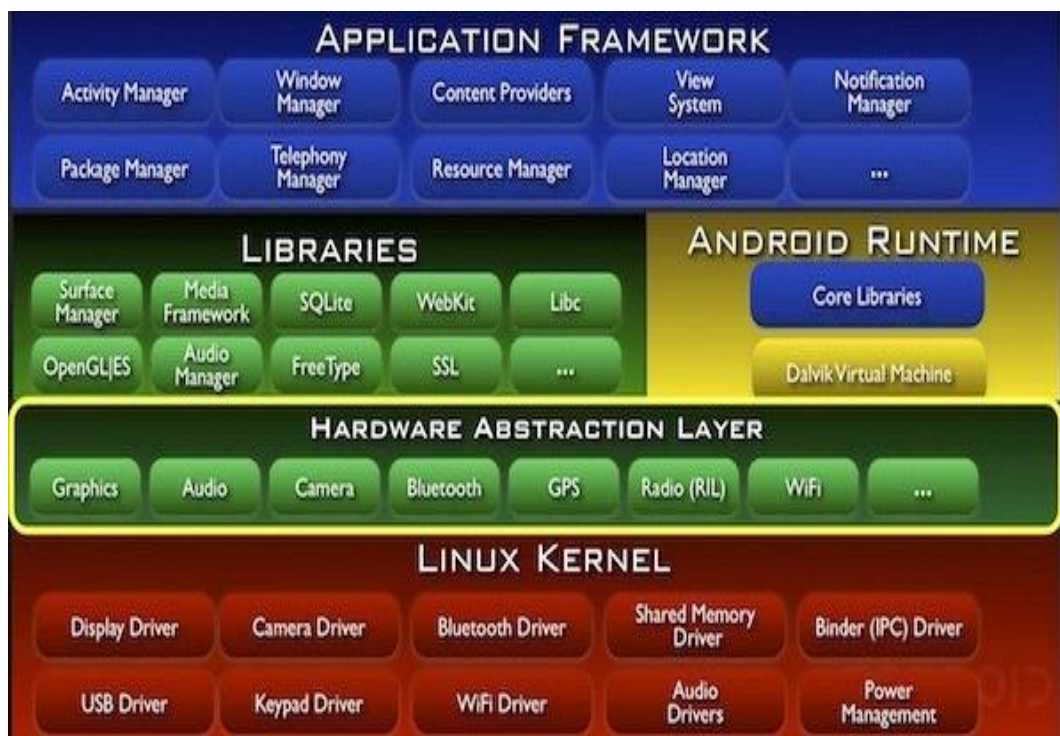 APPLICATION FRAMEWORK
Activity Manager
Window
Manager
Content Providers
View
System
Notification
Manager
Package Manager
Telephony
Manager
Resource Manager
Location
Manager
...
LIBRARIES
Surface
Manager
Media
Framework
SQLite
WebKit
Libc
OpenGL|ES
Audio
Manager
FreeType
SSL
...
ANDROID RUNTIME
Core Libraries
Dalvik Virtual Machine
HARDWARE ABSTRACTION LAYER
Graphics
Audio
Camera
Bluetooth
GPS
Radio (RIL)
WiFi
...
LINUX KERNEL
Display Driver
Camera Driver
Bluetooth Driver
Shared Memory
Driver
Binder (IPC) Driver
USB Driver
Keypad Driver
WiFi Driver
Audio
Drivers
Power
Management